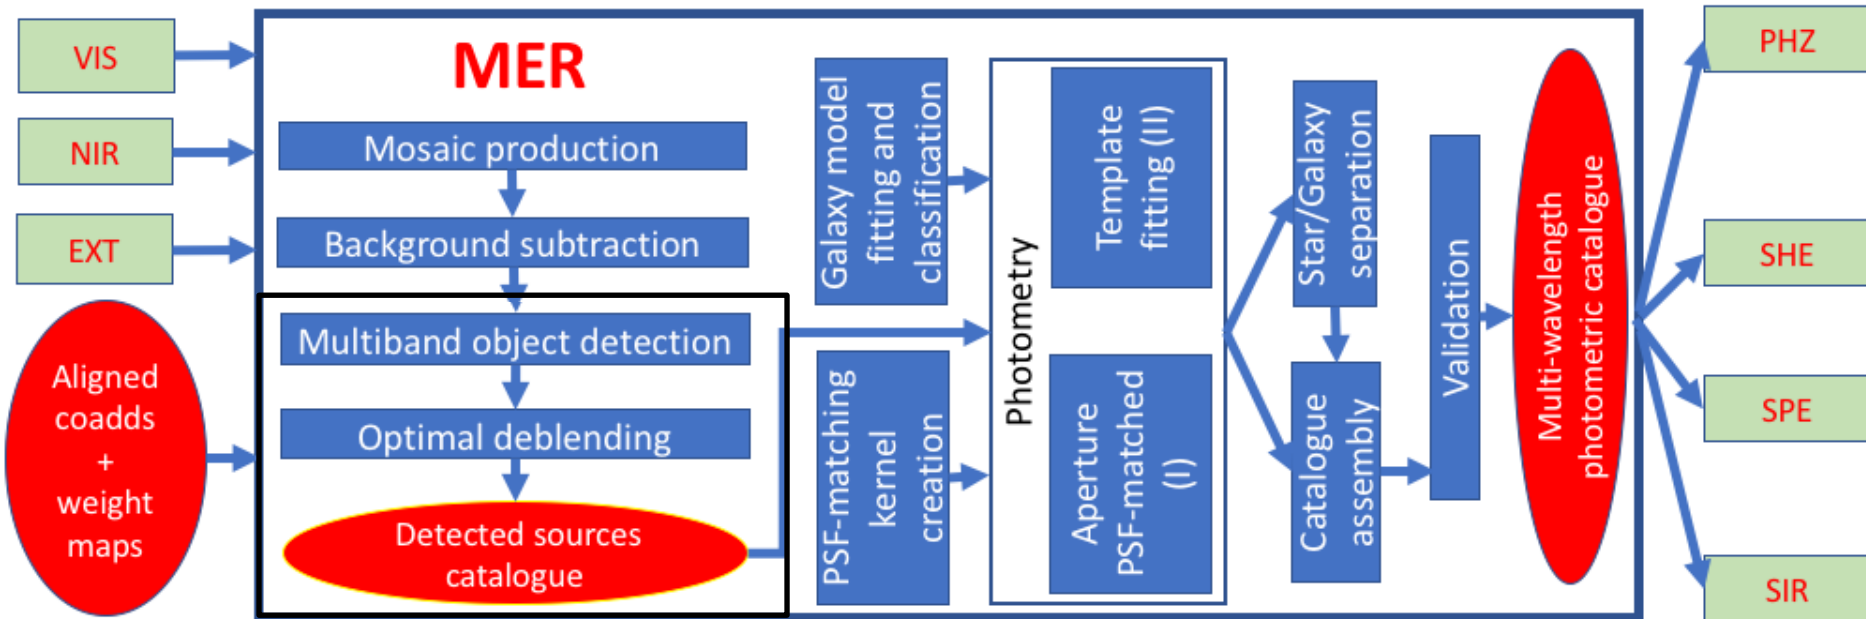 VIS
NIR
EXT
Aligned
coadds
+
weight
maps
MER
Mosaic production
Background subtraction
Multiband object detection
Optimal deblending
Detected sources
catalogue
Galaxy model
fitting and
classification
PSF-matching
kernel
creation
Photometry
Template
fitting (II)
Aperture
PSF-matched
(I)
Star/Galaxy
separation
Catalogue
assembly
Validation
Multi-wavelength
photometric catalogue
PHZ
SHE
SPE
SIR